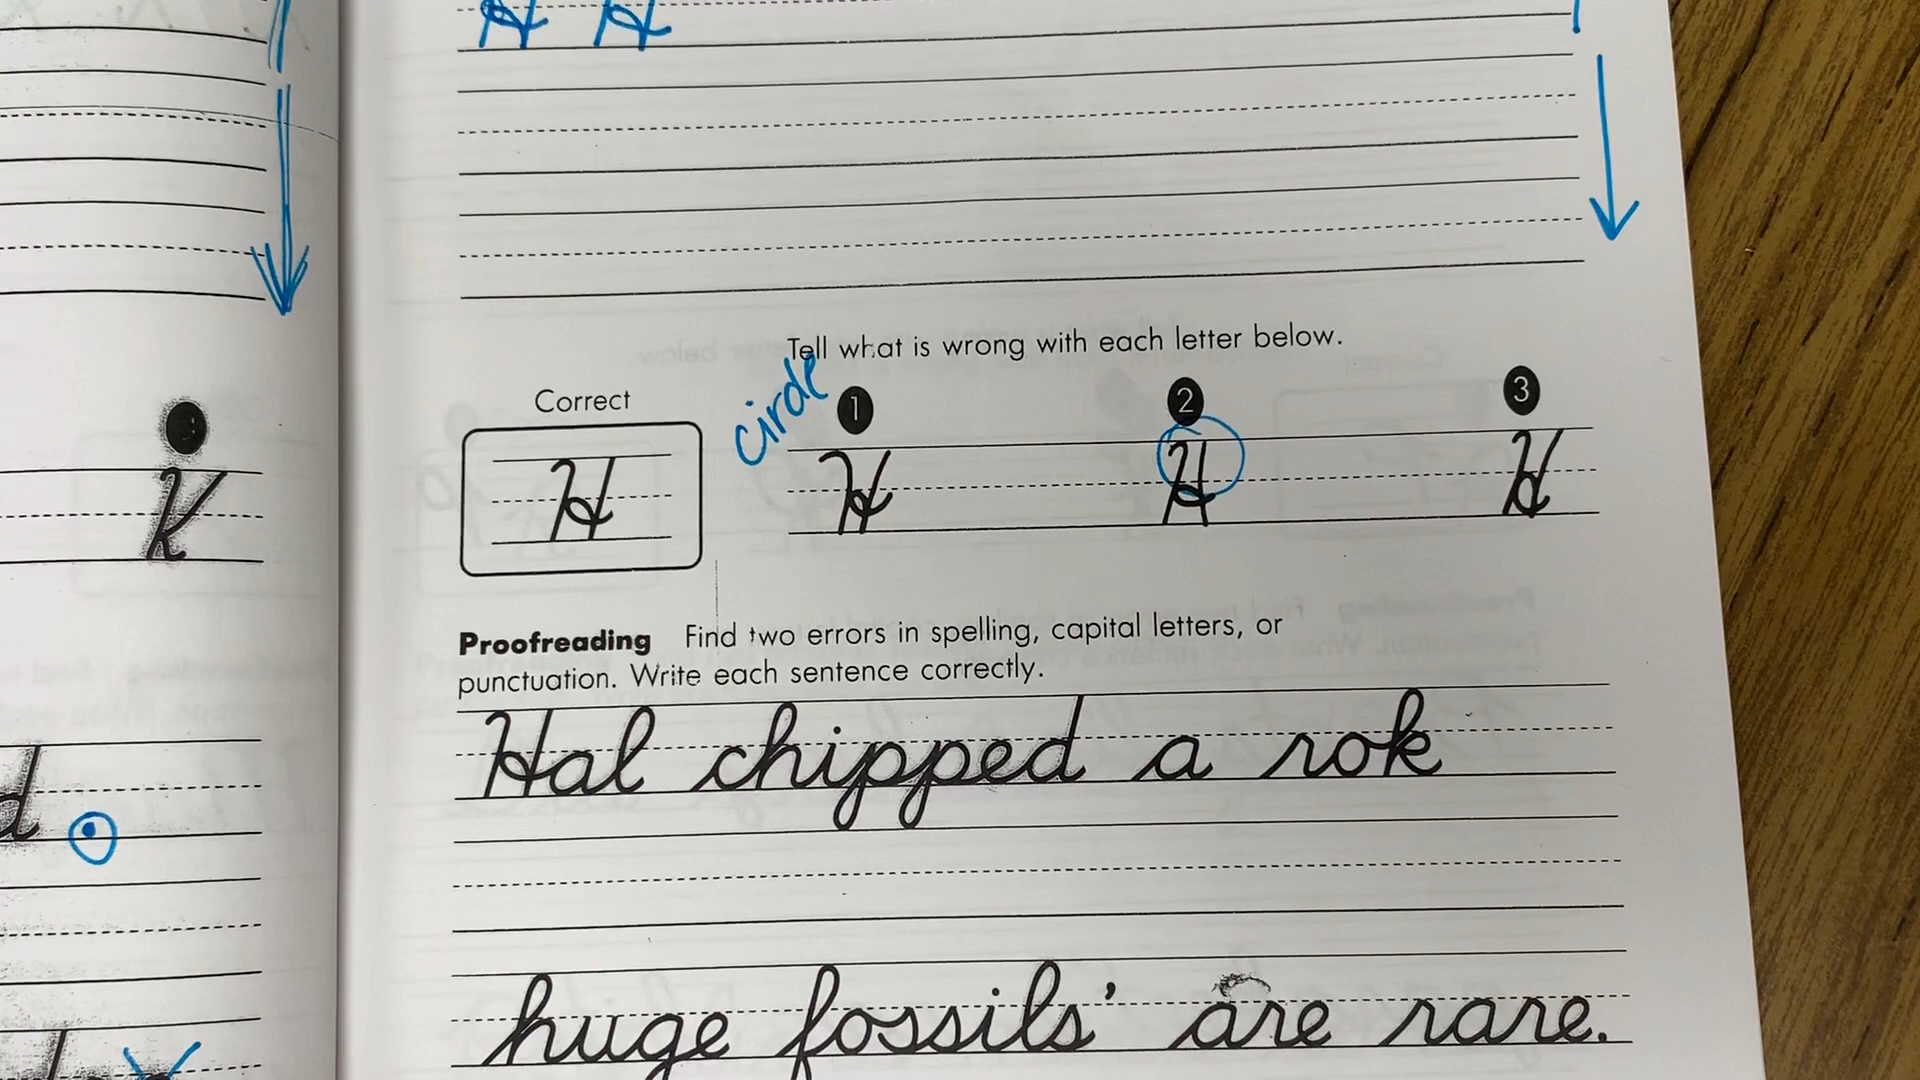 H H
Tell what is wrong with each letter below.
circle
Correct
1 2 3
H H H H
K
Proofreading Find two errors in spelling, capital letters, or
punctuation. Write each sentence correctly.
Hal chipped a rok
d.
huge fossils' are rare.